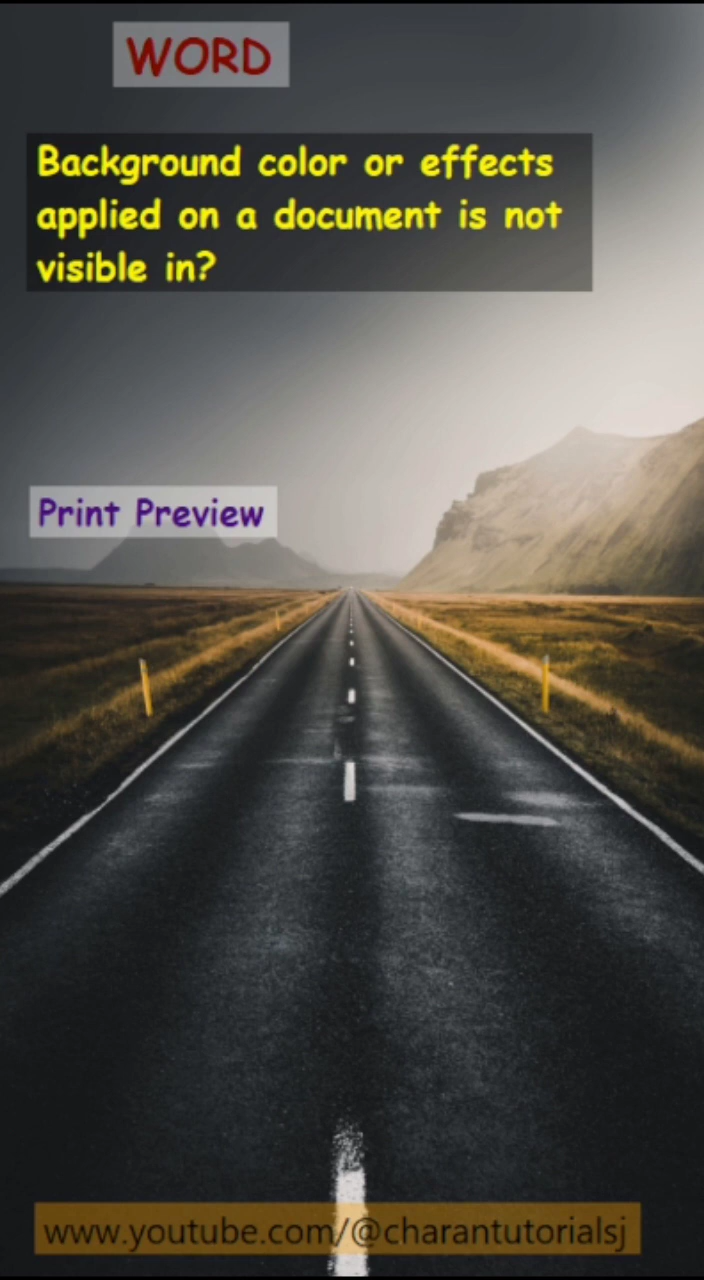 WORD
Background color or effects
applied on a document is not
visible in?
Print Preview
www.youtube.com/@charantutorialsj